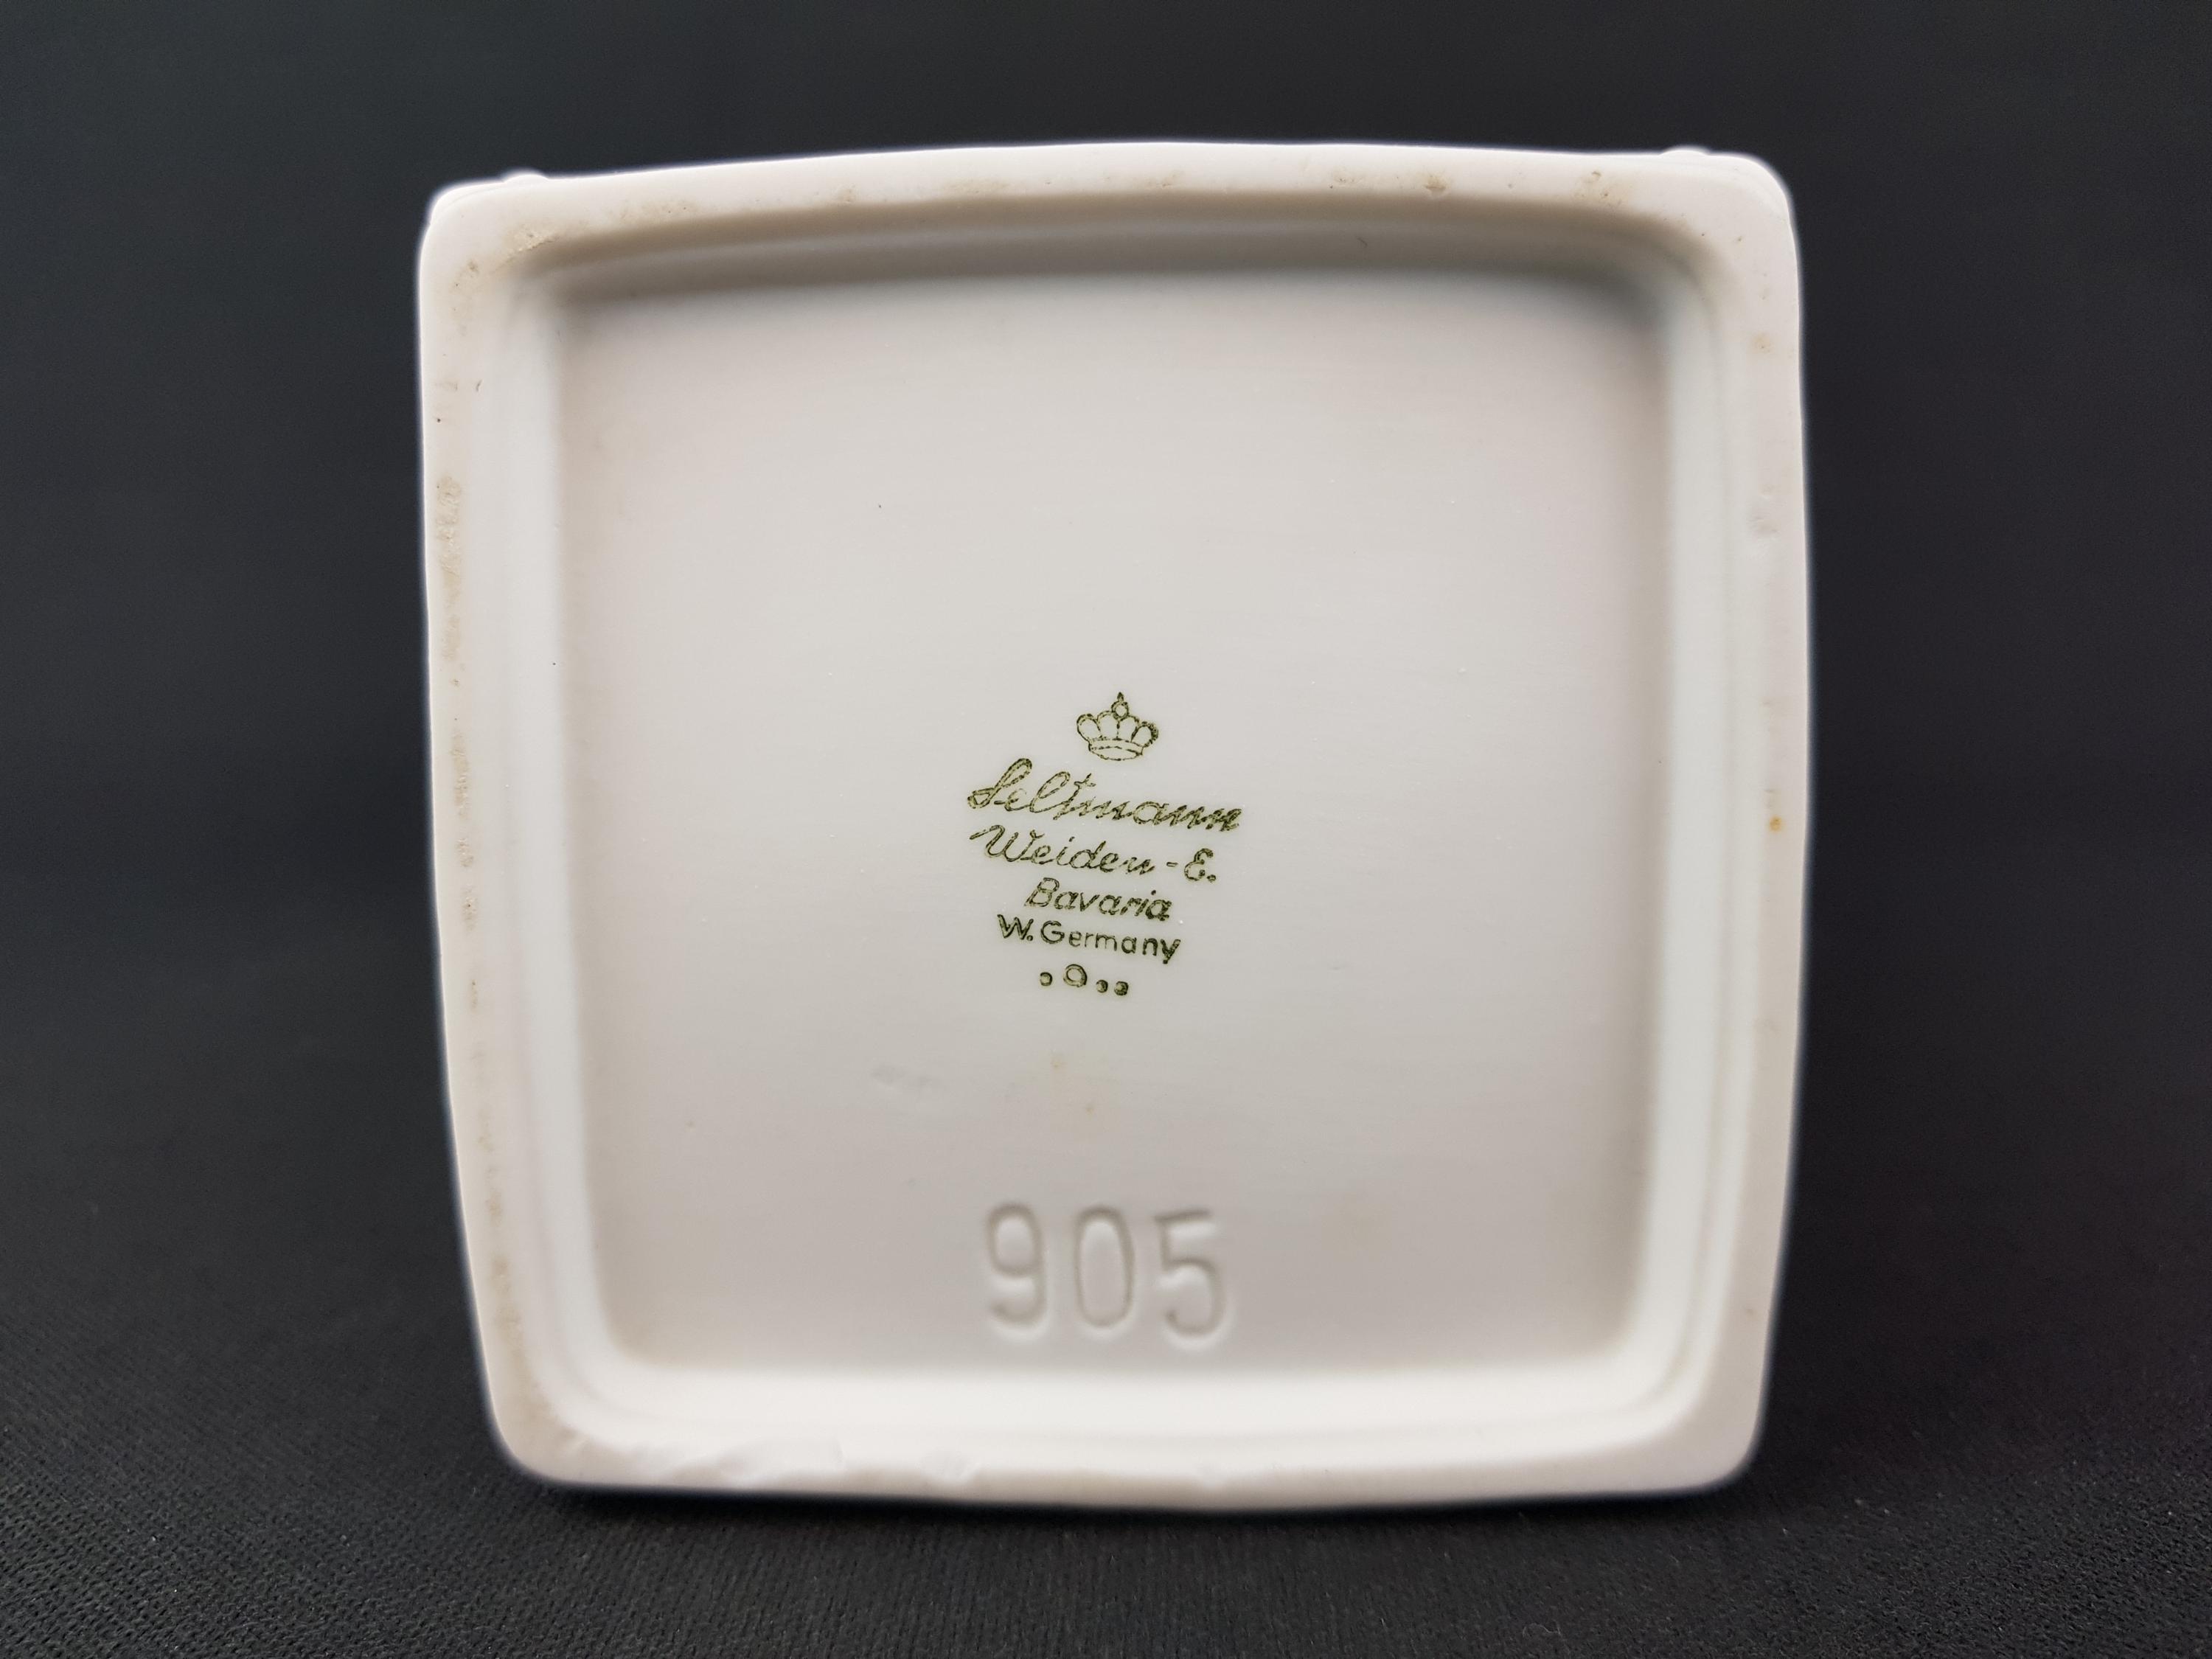 Seltmann
Weiden-E.
Bavaria
W. Germany
905